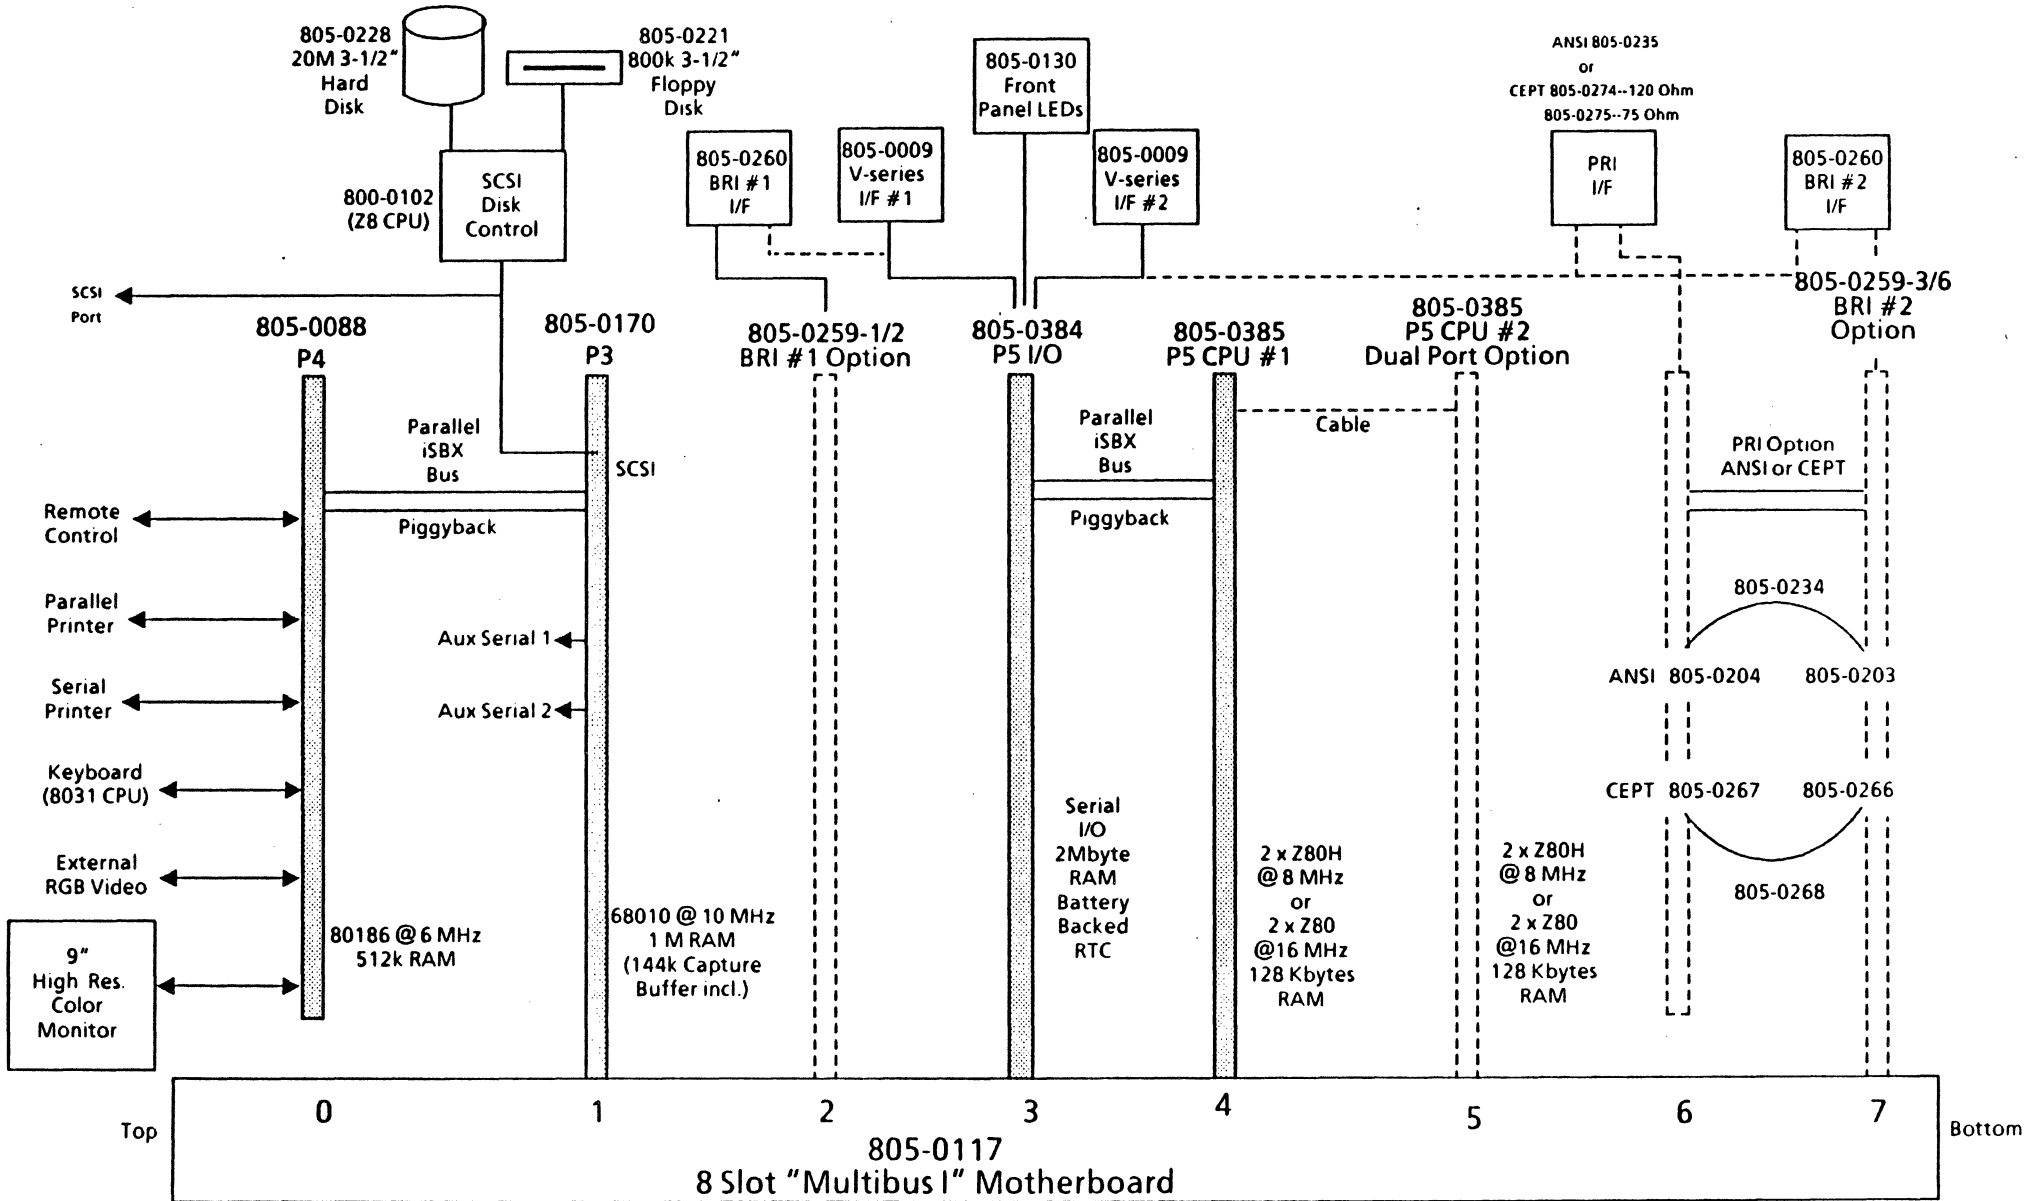 805-0228
20M 3-1/2"
Hard
Disk
805-0221
800k 3-1/2"
Floppy
Disk
800-0102
(Z8 CPU)
SCSI
Disk
Control
805-0260
BRI #1
I/F
805-0009
V-series
I/F #1
805-0130
Front
Panel LEDs
805-0009
V-series
I/F #2
ANSI 805-0235
or
CEPT 805-0274--120 Ohm
805-0275--75 Ohm
PRI
I/F
805-0260
BRI #2
I/F
SCSI
Port
805-0088
P4
805-0170
P3
805-0259-1/2
BRI #1 Option
805-0384
P5 I/O
805-0385
P5 CPU #1
805-0385
P5 CPU #2
Dual Port Option
805-0259-3/6
BRI #2
Option
Parallel
iSBX
Bus
Piggyback
SCSI
Parallel
iSBX
Bus
Piggyback
Cable
PRI Option
ANSI or CEPT
Remote
Control
Parallel
Printer
Serial
Printer
Keyboard
(8031 CPU)
External
RGB Video
9"
High Res.
Color
Monitor
Aux Serial 1
Aux Serial 2
80186 @ 6 MHz
512k RAM
68010 @ 10 MHz
1 M RAM
(144k Capture
Buffer incl.)
Serial
I/O
2Mbyte
RAM
Battery
Backed
RTC
2 x Z80H
@ 8 MHz
or
2 x Z80
@16 MHz
128 Kbytes
RAM
2 x Z80H
@ 8 MHz
or
2 x Z80
@16 MHz
128 Kbytes
RAM
805-0234
ANSI 805-0204 805-0203
CEPT 805-0267 805-0266
805-0268
Top
0 1 2 3 4 5 6 7
Bottom
805-0117
8 Slot "Multibus I" Motherboard